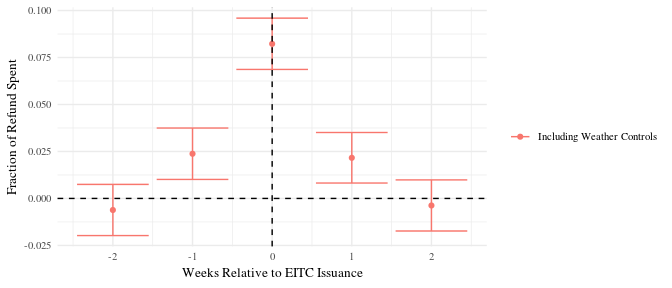 0.100
0.075
0.050
0.025
0.000
-0.025
Fraction of Refund Spent
-2 -1 0 1 2
Weeks Relative to EITC Issuance
Including Weather Controls